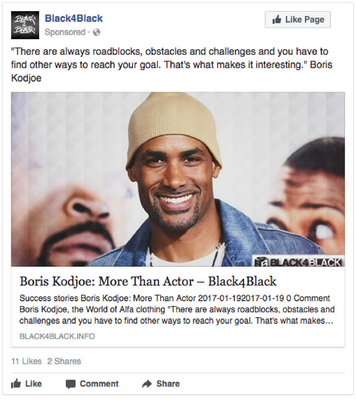 Black4Black
Like Page
Sponsored ·
"There are always roadblocks, obstacles and challenges and you have to
find other ways to reach your goal. That's what makes it interesting." Boris
Kodjoe
BLACK4BLACK
Boris Kodjoe: More Than Actor – Black4Black
Success stories Boris Kodjoe: More Than Actor 2017-01-192017-01-19 0 Comment
Boris Kodjoe, the World of Alfa clothing "There are always roadblocks, obstacles and
challenges and you have to find other ways to reach your goal. That's what makes...
BLACK4BLACK.INFO
11 Likes 2 Shares
Like Comment Share